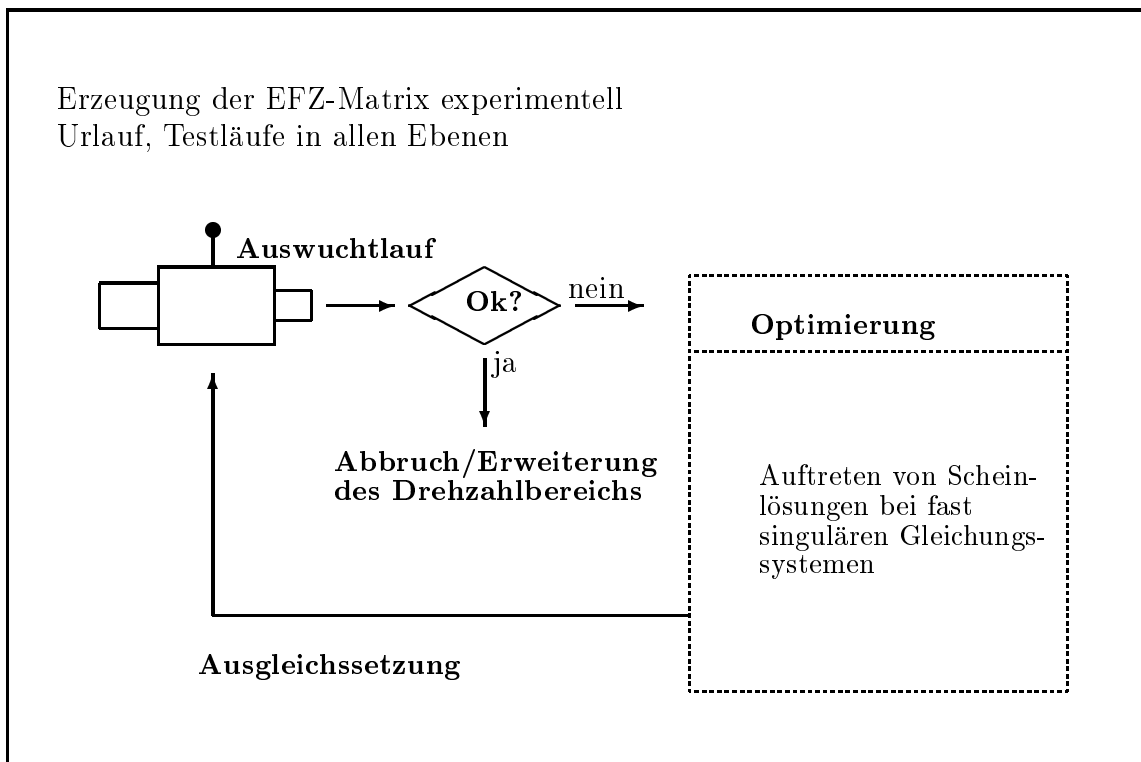 Erzeugung der EFZ-Matrix experimentell
Urlauf, Testläufe in allen Ebenen
Auswuchtlauf
Ok?
nein
ja
Optimierung
Abbruch/Erweiterung
des Drehzahlbereichs
Auftreten von Schein-
lösungen bei fast
singulären Gleichungs-
systemen
Ausgleichssetzung